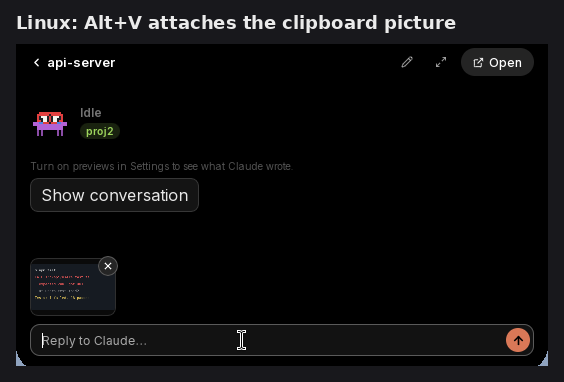 Linux: Alt+V attaches the clipboard picture
api-server
Open
Idle
proj2
Turn on previews in Settings to see what Claude wrote.
Show conversation
Reply to Claude...